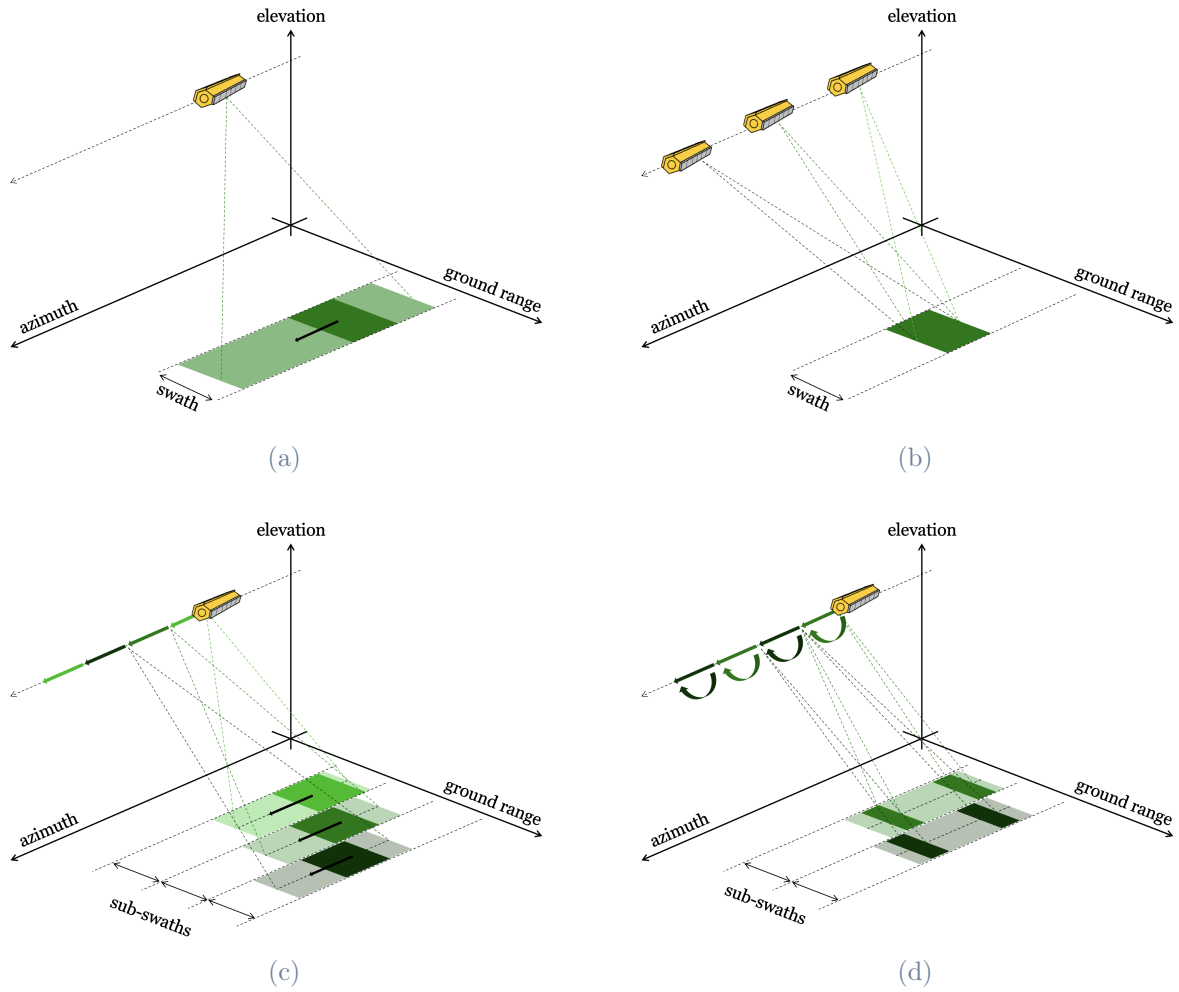 elevation
ground range
azimuth
swath
(a)
elevation
ground range
azimuth
swath
(b)
elevation
ground range
azimuth
sub-swaths
(c)
elevation
ground range
azimuth
sub-swaths
(d)